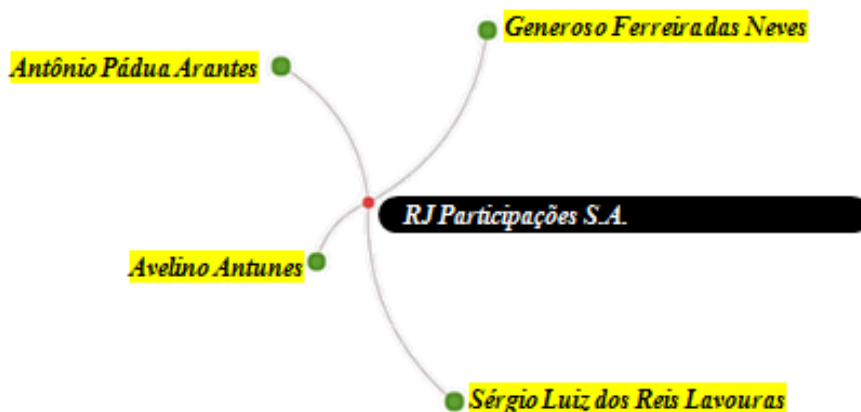 Generoso Ferreira das Neves
Antônio Pádua Arantes
RJ Participações S.A.
Avelino Antunes
Sérgio Luiz dos Reis Lavouras